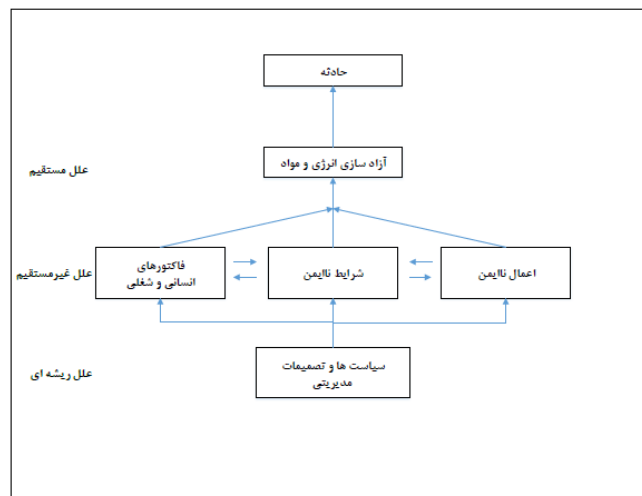 حادثه
آزاد سازی انرژی و مواد
علل مستقیم
اعمال ناایمن
شرایط ناایمن
فاکتورهای
انسانی و شغلی
علل غیرمستقیم
سیاست ها و تصمیمات
مدیریتی
علل ریشه ای